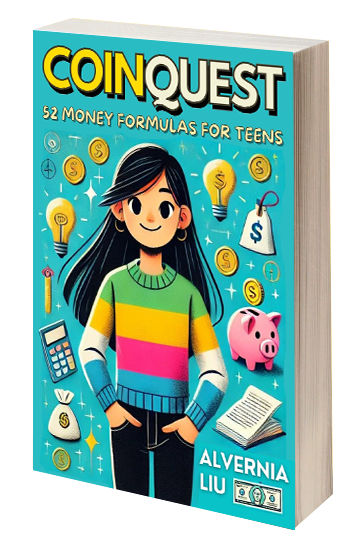 COINQUEST
52 MONEY FORMULAS FOR TEENS
$
$
$
$
$
$
ALVERNIA
LIU